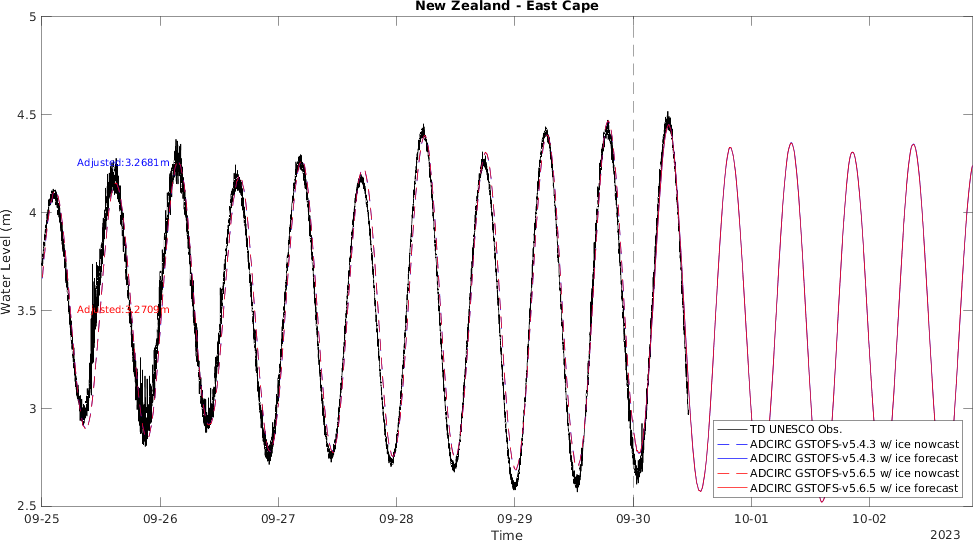 New Zealand - East Cape
5
4.5
4
3.5
3
2.5
Water Level (m)
Adjusted:3.2681m
Adjusted:3.2709m
TD UNESCO Obs.
ADCIRC GSTOFS-v5.4.3 w/ ice nowcast
ADCIRC GSTOFS-v5.4.3 w/ ice forecast
ADCIRC GSTOFS-v5.6.5 w/ ice nowcast
ADCIRC GSTOFS-v5.6.5 w/ ice forecast
09-25 09-26 09-27 09-28 09-29 09-30 10-01 10-02
Time
2023